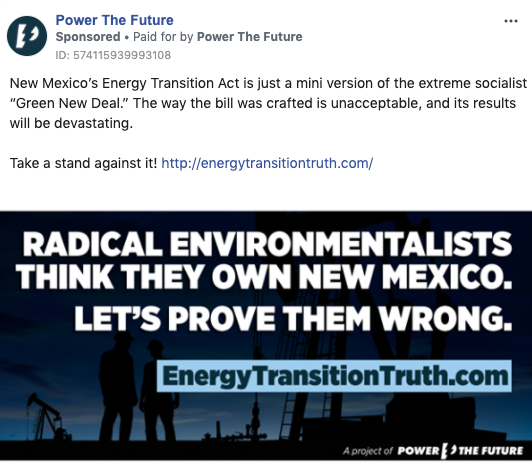 Power The Future
Sponsored • Paid for by Power The Future
ID: 574115939993108
New Mexico's Energy Transition Act is just a mini version of the extreme socialist
“Green New Deal.” The way the bill was crafted is unacceptable, and its results
will be devastating.
Take a stand against it! http://energytransitiontruth.com/
RADICAL ENVIRONMENTALISTS
THINK THEY OWN NEW MEXICO.
LET'S PROVE THEM WRONG.
EnergyTransitionTruth.com
A project of POWER THE FUTURE